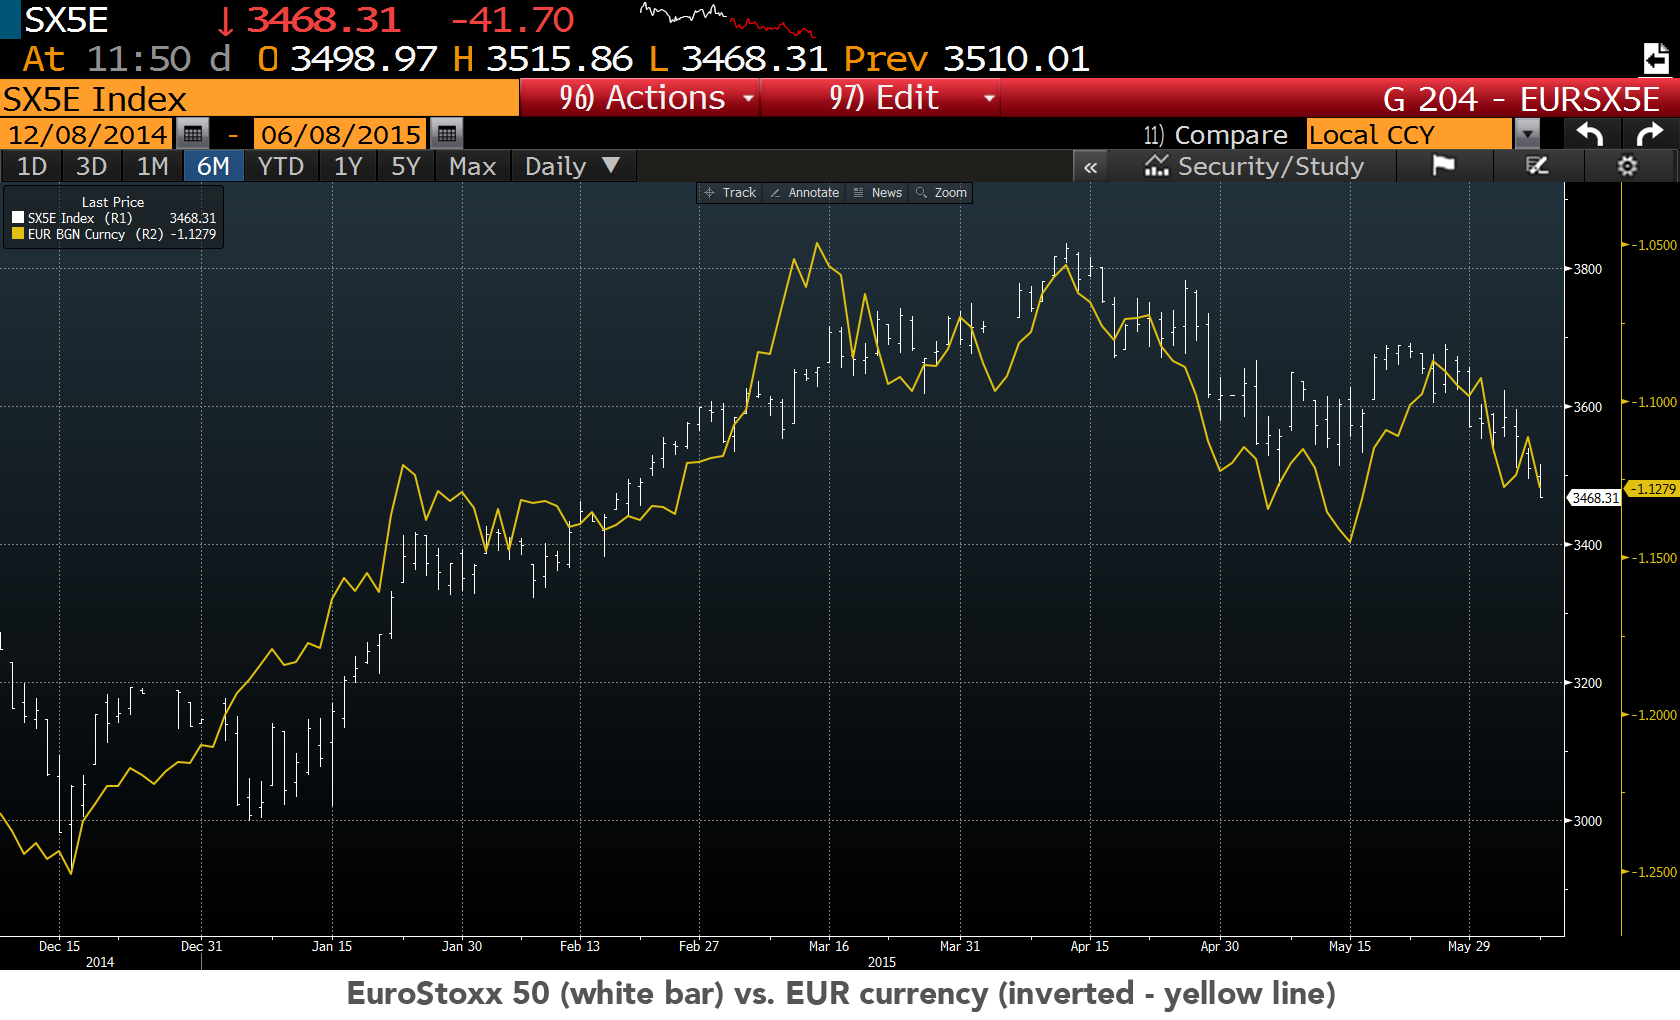 SX5E ↓ 3468.31 -41.70
At 11:50 d O 3498.97 H 3515.86 L 3468.31 Prev 3510.01
SX5E Index 96) Actions 97) Edit G 204 - EURSX5E
12/08/2014 - 06/08/2015 11) Compare Local CCY
1D 3D 1M 6M YTD 1Y 5Y Max Daily ▼ « Security/Study
Track Annotate News Zoom
Last Price
SX5E Index (R1) 3468.31
EUR BGN Curncy (R2) -1.1279
-1.0500
3800
-1.1000
3600
-1.1279
3468.31
3400
-1.1500
3200
-1.2000
3000
-1.2500
Dec 15 Dec 31 Jan 15 Jan 30 Feb 13 Feb 27 Mar 16 Mar 31 Apr 15 Apr 30 May 15 May 29
2014 2015
EuroStoxx 50 (white bar) vs. EUR currency (inverted - yellow line)